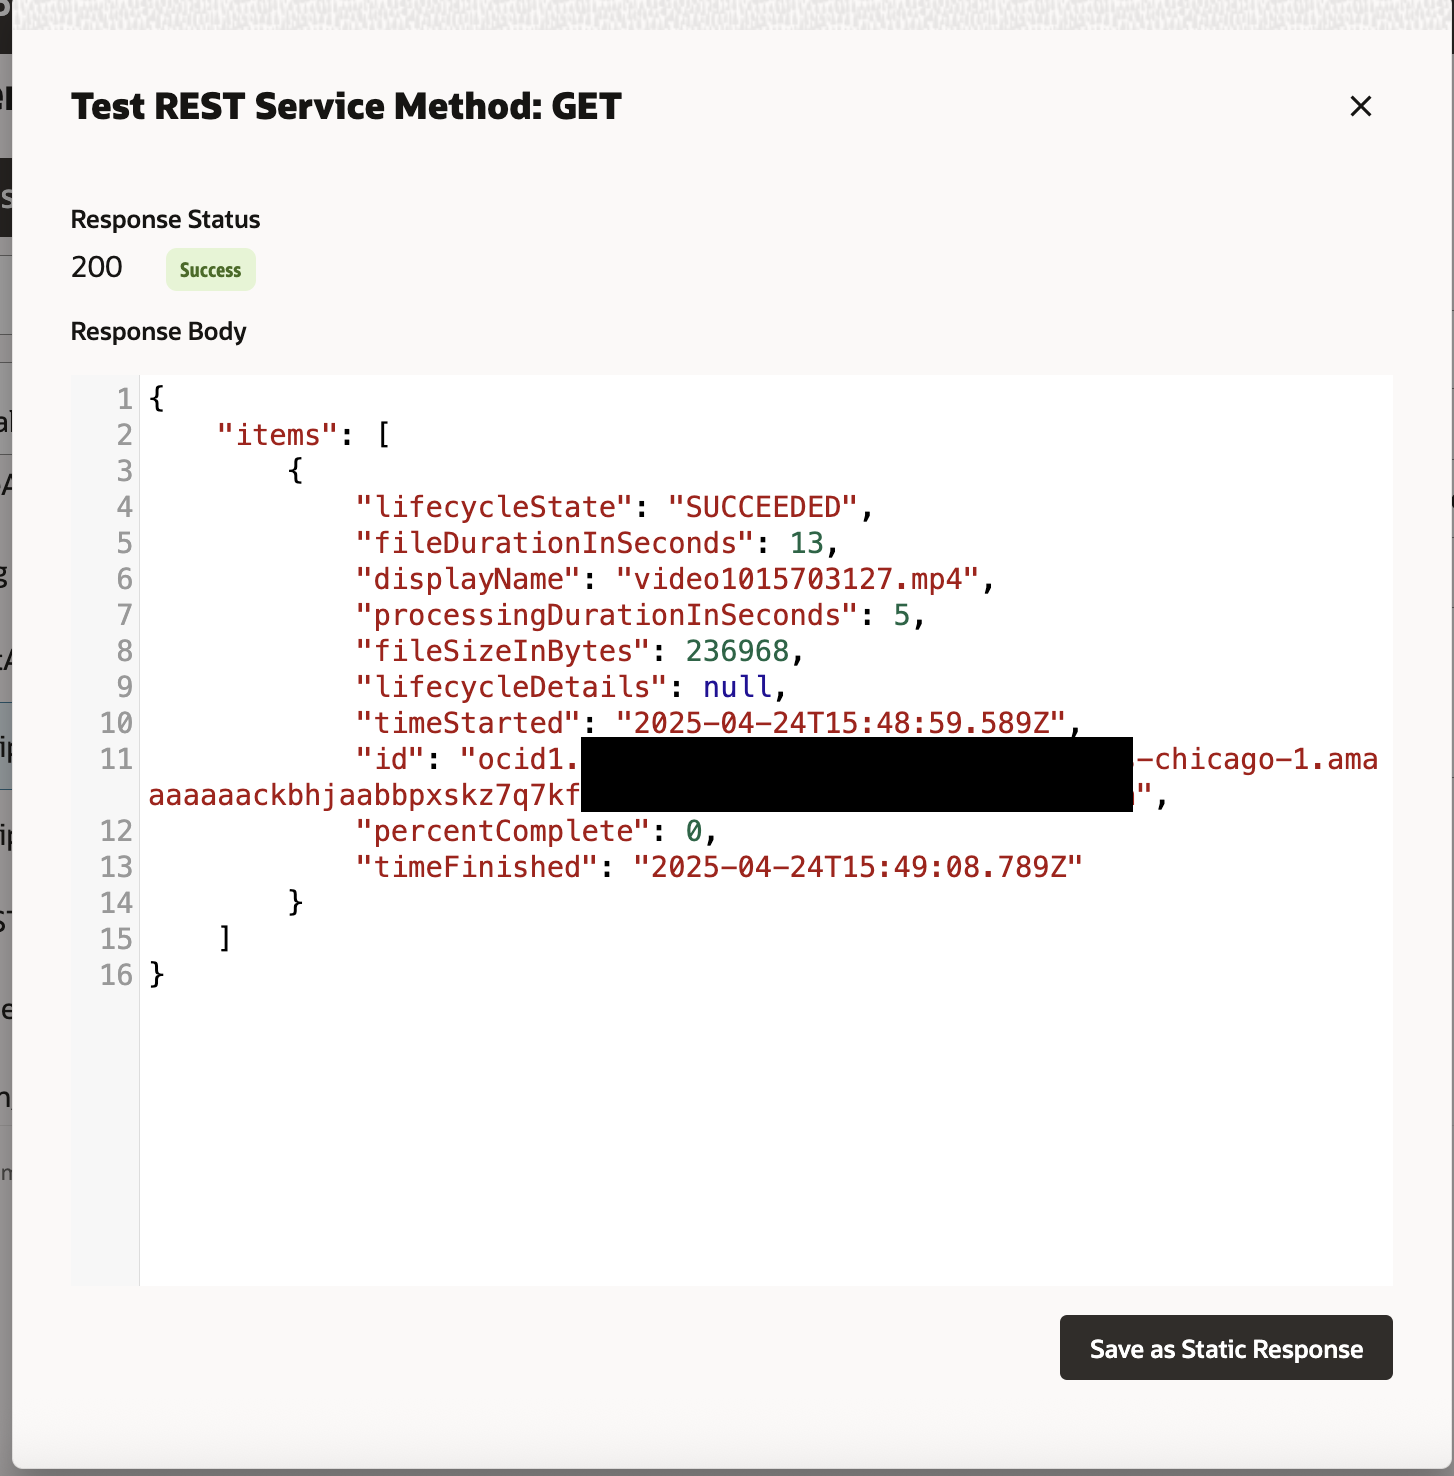 Test REST Service Method: GET
Response Status
200 Success
Response Body
1 {
2 "items": [
3 {
4 "lifecycleState": "SUCCEEDED",
5 "fileDurationInSeconds": 13,
6 "displayName": "video1015703127.mp4",
7 "processingDurationInSeconds": 5,
8 "fileSizeInBytes": 236968,
9 "lifecycleDetails": null,
10 "timeStarted": "2025-04-24T15:48:59.589Z",
11 "id": "ocid1. -chicago-1.ama
aaaaaackbhjaabbpxskz7q7kf ",
12 "percentComplete": 0,
13 "timeFinished": "2025-04-24T15:49:08.789Z"
14 }
15 ]
16 }
Save as Static Response